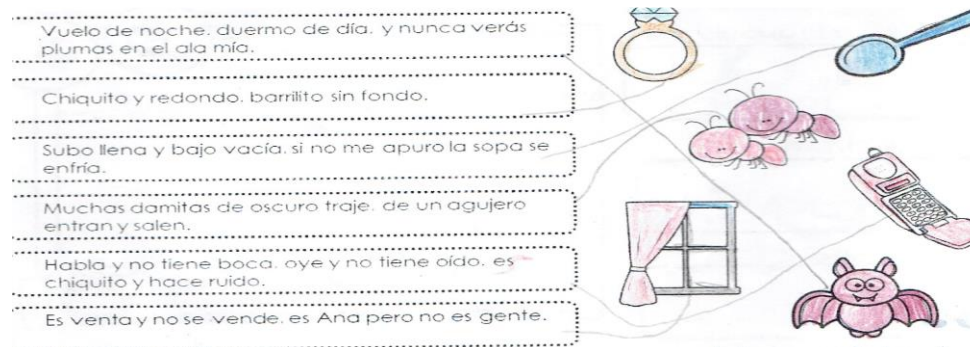 Vuelo de noche, duermo de día, y nunca verás
plumas en el ala mía.
Chiquito y redondo, barrilito sin fondo.
Subo llena y bajo vacía, si no me apuro la sopa se
enfría.
Muchas damitas de oscuro traje, de un agujero
entran y salen.
Habla y no tiene boca, oye y no tiene oído, es
chiquito y hace ruido.
Es venta y no se vende, es Ana pero no es gente.